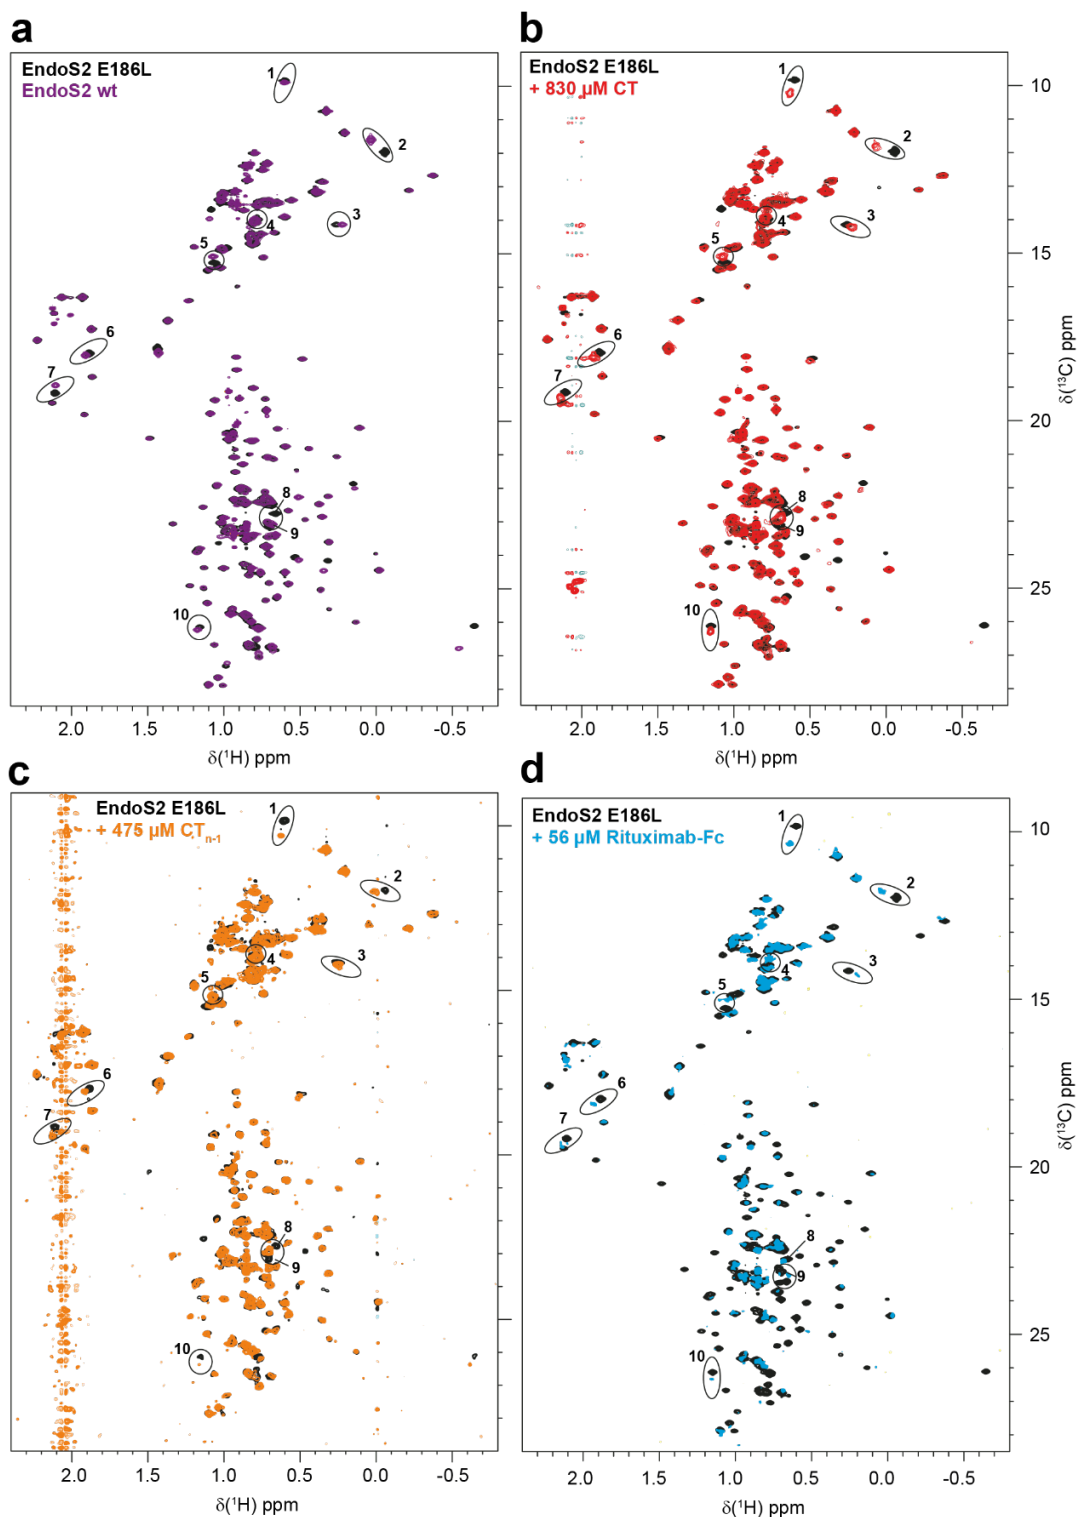 a
EndoS2 E186L
EndoS2 wt
1
2
3
4
5
6
7
8
9
10
2.0 1.5 1.0 0.5 0.0 -0.5
δ(¹H) ppm
b
EndoS2 E186L
+ 830 µM CT
1
2
3
4
5
6
7
8
9
10
10
15
20
25
δ(¹³C) ppm
2.0 1.5 1.0 0.5 0.0 -0.5
δ(¹H) ppm
c
EndoS2 E186L
+ 475 µM CTₙ₋₁
1
2
3
4
5
6
7
8
9
10
2.0 1.5 1.0 0.5 0.0 -0.5
δ(¹H) ppm
d
EndoS2 E186L
+ 56 µM Rituximab-Fc
1
2
3
4
5
6
7
8
9
10
10
15
20
25
δ(¹³C) ppm
2.0 1.5 1.0 0.5 0.0 -0.5
δ(¹H) ppm